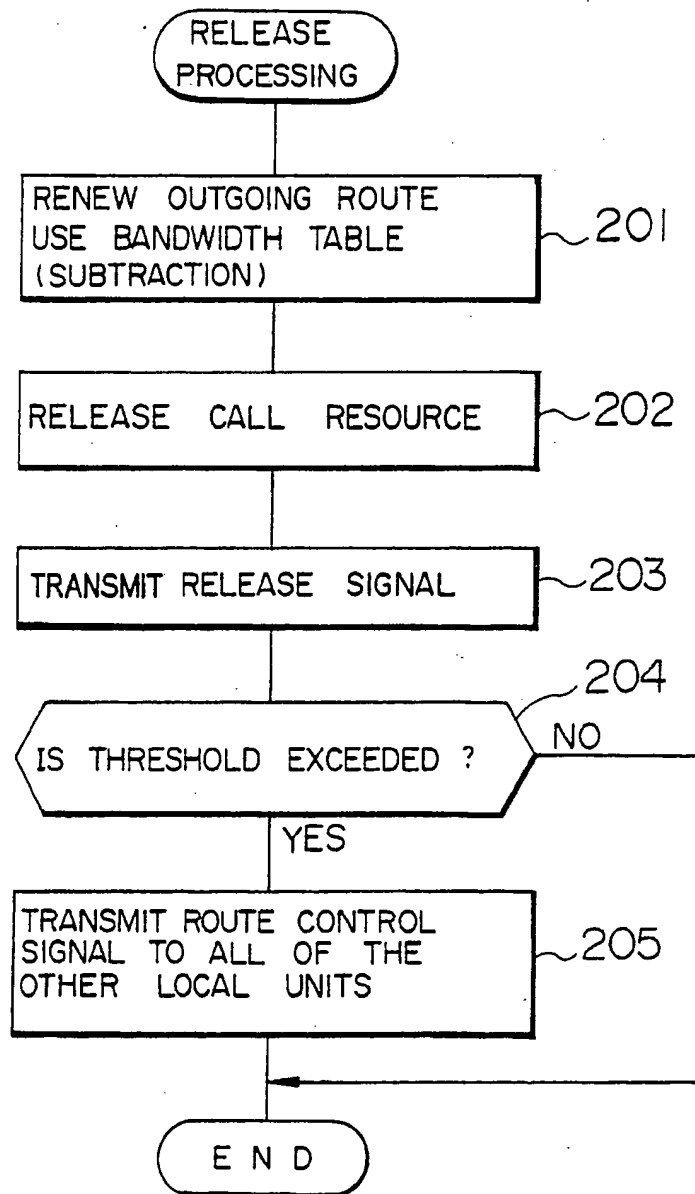 RELEASE
PROCESSING
RENEW OUTGOING ROUTE
USE BANDWIDTH TABLE
(SUBTRACTION)
201
RELEASE CALL RESOURCE
202
TRANSMIT RELEASE SIGNAL
203
204
IS THRESHOLD EXCEEDED ?
NO
YES
TRANSMIT ROUTE CONTROL
SIGNAL TO ALL OF THE
OTHER LOCAL UNITS
205
END